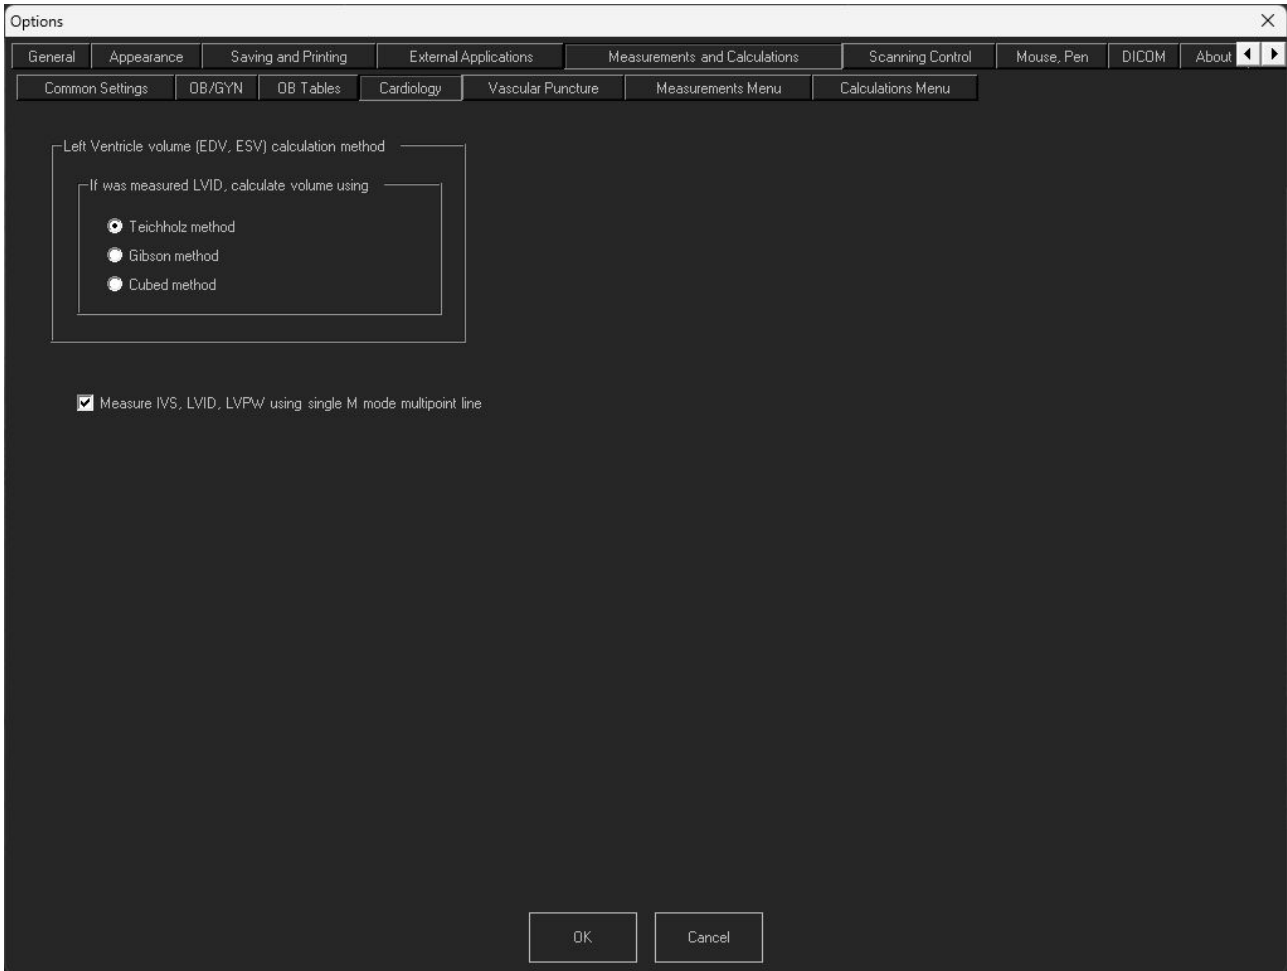 Options
General Appearance Saving and Printing External Applications Measurements and Calculations Scanning Control Mouse, Pen DICOM About
Common Settings OB/GYN OB Tables Cardiology Vascular Puncture Measurements Menu Calculations Menu
Left Ventricle volume (EDV, ESV) calculation method
If was measured LVID, calculate volume using
Teichholz method
Gibson method
Cubed method
Measure IVS, LVID, LVPW using single M mode multipoint line
OK Cancel